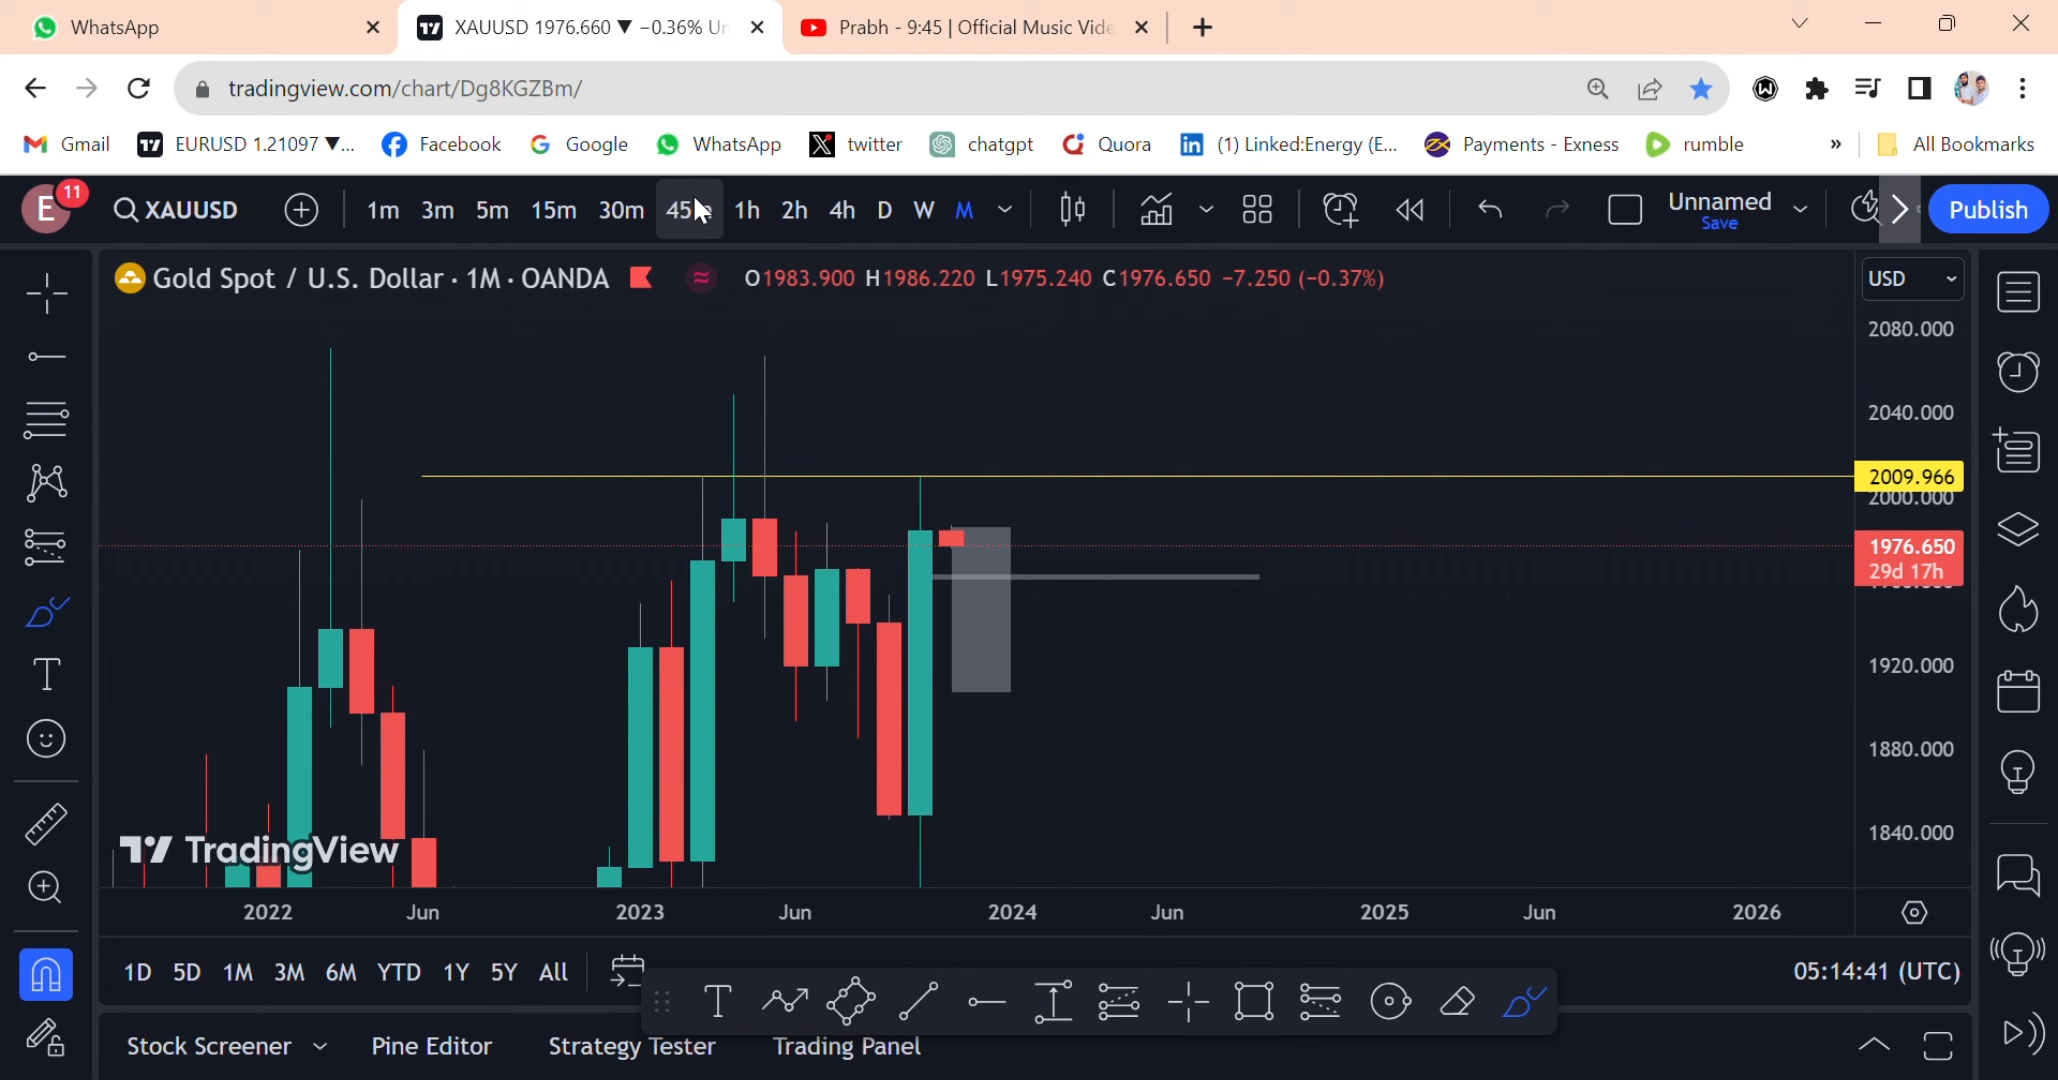 WhatsApp
XAUUSD 1976.660 ▼ −0.36% Un
Prabh - 9:45 | Official Music Vide
tradingview.com/chart/Dg8KGZBm/
Gmail
EURUSD 1.21097 ▼...
Facebook
Google
WhatsApp
twitter
chatgpt
Quora
(1) Linked:Energy (E...
Payments - Exness
rumble
»
All Bookmarks
E
11
XAUUSD
1m 3m 5m 15m 30m 45m 1h 2h 4h D W M
Unnamed
Save
Publish
Gold Spot / U.S. Dollar · 1M · OANDA
O1983.900 H1986.220 L1975.240 C1976.650 −7.250 (−0.37%)
USD
2080.000
2040.000
2009.966
2000.000
1976.650
29d 17h
1920.000
1880.000
1840.000
TradingView
2022 Jun 2023 Jun 2024 Jun 2025 Jun 2026
1D 5D 1M 3M 6M YTD 1Y 5Y All
05:14:41 (UTC)
Stock Screener
Pine Editor
Strategy Tester
Trading Panel